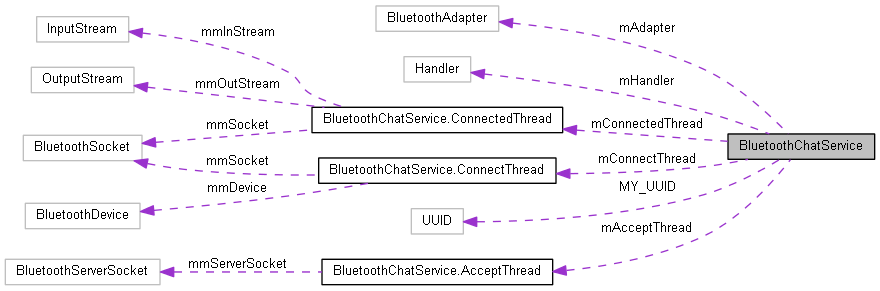 BluetoothAdapter
InputStream
mmInStream
mAdapter
Handler
OutputStream
mmOutStream
mHandler
BluetoothChatService.ConnectedThread
mConnectedThread
mmSocket
BluetoothSocket
BluetoothChatService
mmSocket
BluetoothChatService.ConnectThread
mConnectThread
mmDevice
MY_UUID
BluetoothDevice
UUID
mAcceptThread
mmServerSocket
BluetoothServerSocket
BluetoothChatService.AcceptThread